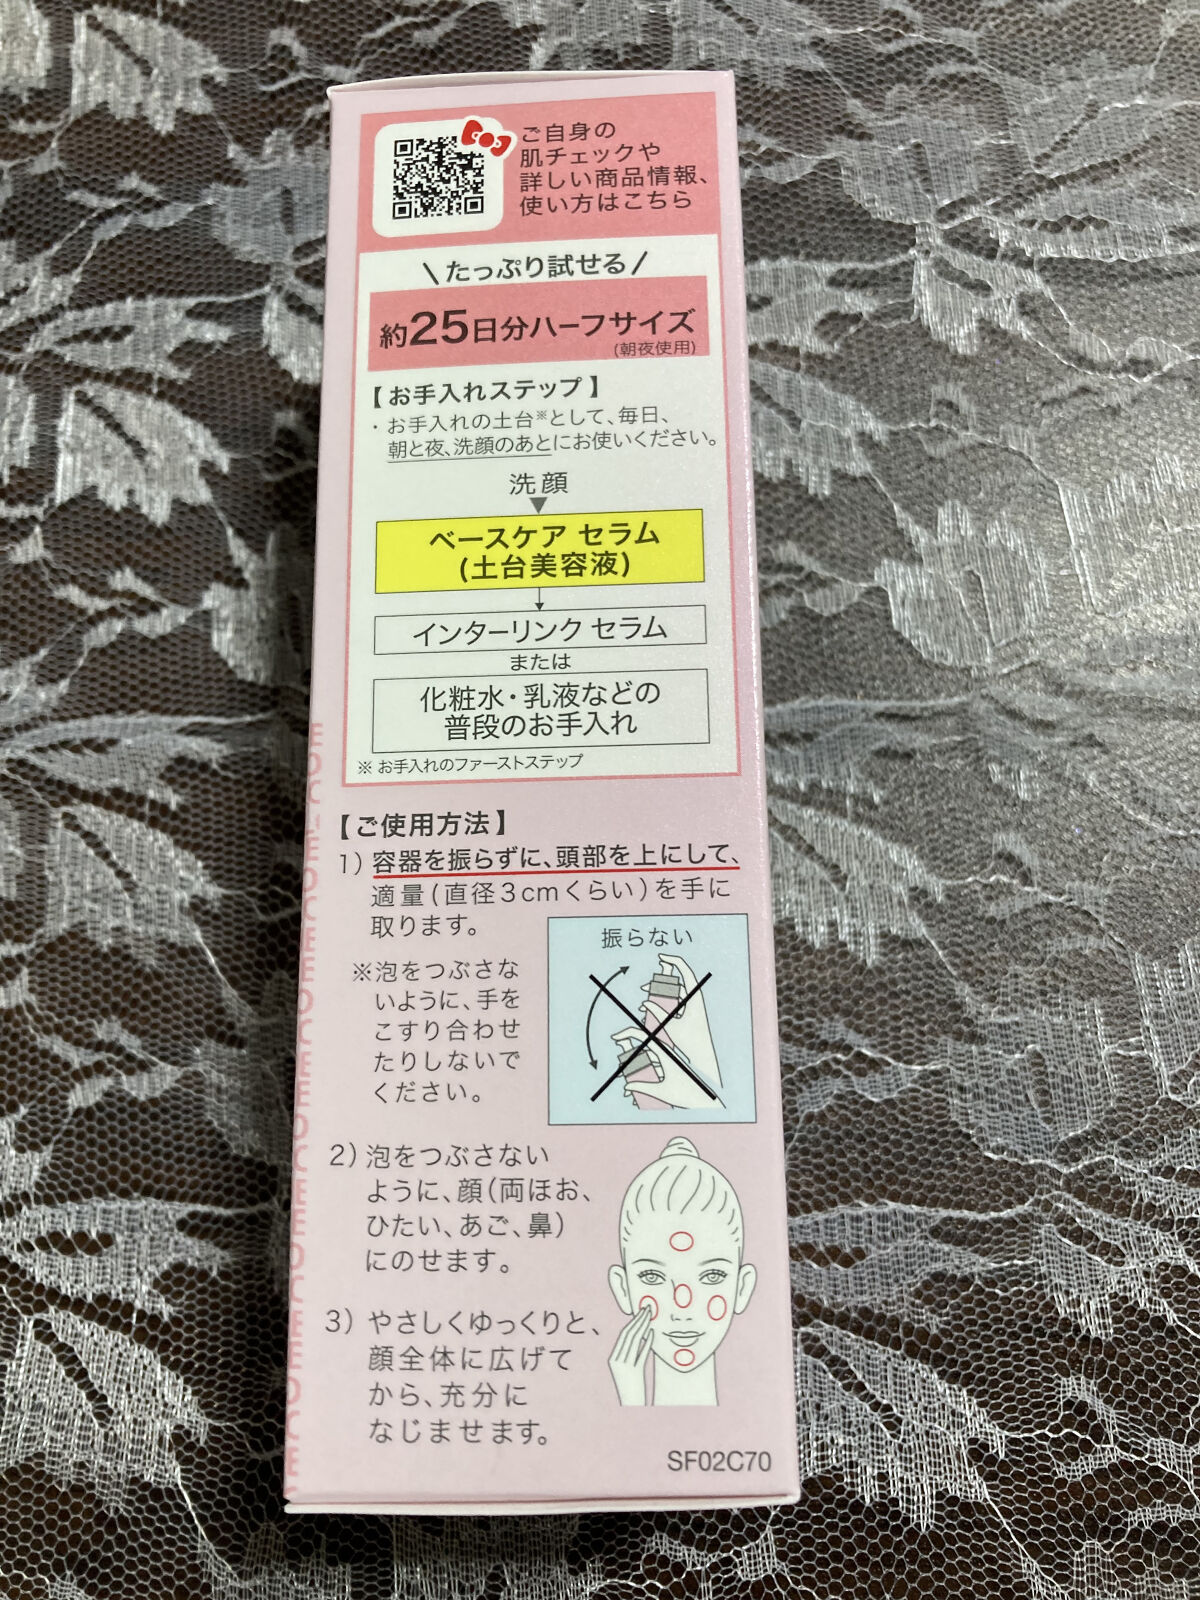 ご自身の
肌チェックや
詳しい商品情報、
使い方はこちら
\たっぷり試せる/
約25日分ハーフサイズ
(朝夜使用)
【お手入れステップ】
・お手入れの土台※として、毎日、
朝と夜、洗顔のあとにお使いください。
洗顔
ベースケア セラム
(土台美容液)
インターリンク セラム
または
化粧水・乳液などの
普段のお手入れ
※ お手入れのファーストステップ
【ご使用方法】
1) 容器を振らずに、頭部を上にして、
適量(直径3cmくらい)を手に
取ります。
※泡をつぶさな
いように、手を
こすり合わせ
たりしないで
ください。
振らない
2) 泡をつぶさない
ように、顔(両ほお、
ひたい、あご、鼻)
にのせます。
3) やさしくゆっくりと、
顔全体に広げて
から、充分に
なじませます。
SF02C70